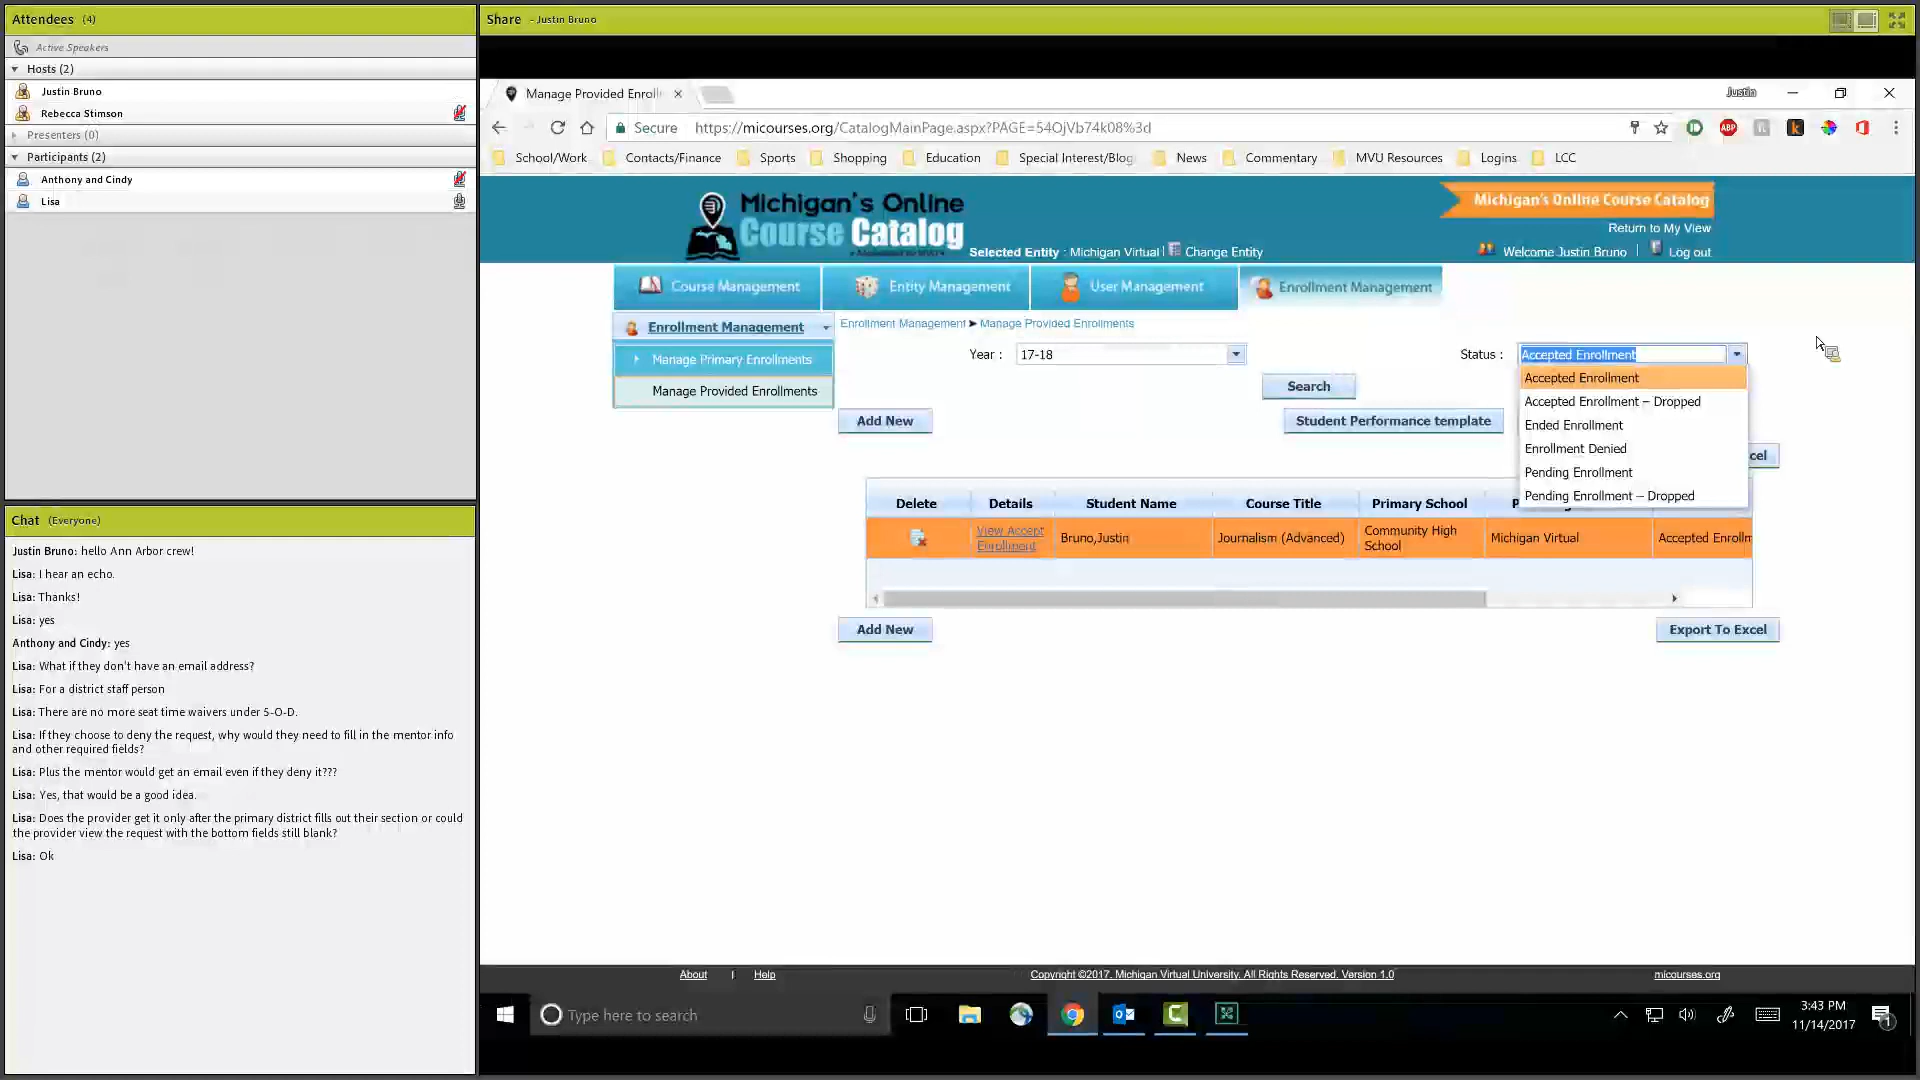 Attendees (4)
Active Speakers
Hosts (2)
Justin Bruno
Rebecca Stimson
Presenters (0)
Participants (2)
Anthony and Cindy
Lisa
Chat (Everyone)
Justin Bruno: hello Ann Arbor crew!
Lisa: I hear an echo.
Lisa: Thanks!
Lisa: yes
Anthony and Cindy: yes
Lisa: What if they don't have an email address?
Lisa: For a district staff person
Lisa: There are no more seat time waivers under 5-O-D.
Lisa: If they choose to deny the request, why would they need to fill in the mentor info
and other required fields?
Lisa: Plus the mentor would get an email even if they deny it???
Lisa: Yes, that would be a good idea.
Lisa: Does the provider get it only after the primary district fills out their section or could
the provider view the request with the bottom fields still blank?
Lisa: Ok
Share - Justin Bruno
Manage Provided Enroll
Justin
Secure https://micourses.org/CatalogMainPage.aspx?PAGE=54OjVb74k08%3d
ABP
School/Work Contacts/Finance Sports Shopping Education Special Interest/Blog News Commentary MVU Resources Logins LCC
Michigan's Online
Course Catalog
Michigan's Online Course Catalog
Return to My View
Selected Entity : Michigan Virtual | Change Entity
Welcome Justin Bruno | Log out
Course Management Entity Management User Management Enrollment Management
Enrollment Management
Manage Primary Enrollments
Manage Provided Enrollments
Enrollment Management Manage Provided Enrollments
Year : 17-18 Status : Accepted Enrollment
Accepted Enrollment
Accepted Enrollment – Dropped
Ended Enrollment
Enrollment Denied
Pending Enrollment
Pending Enrollment – Dropped
Search
Add New Student Performance template
cel
Delete Details Student Name Course Title Primary School P
View Accept
Enrollment
Bruno,Justin
Journalism (Advanced)
Community High
School
Michigan Virtual
Accepted Enrollm
Add New Export To Excel
About | Help Copyright ©2017. Michigan Virtual University. All Rights Reserved. Version 1.0 micourses.org
Type here to search
3:43 PM
11/14/2017
1